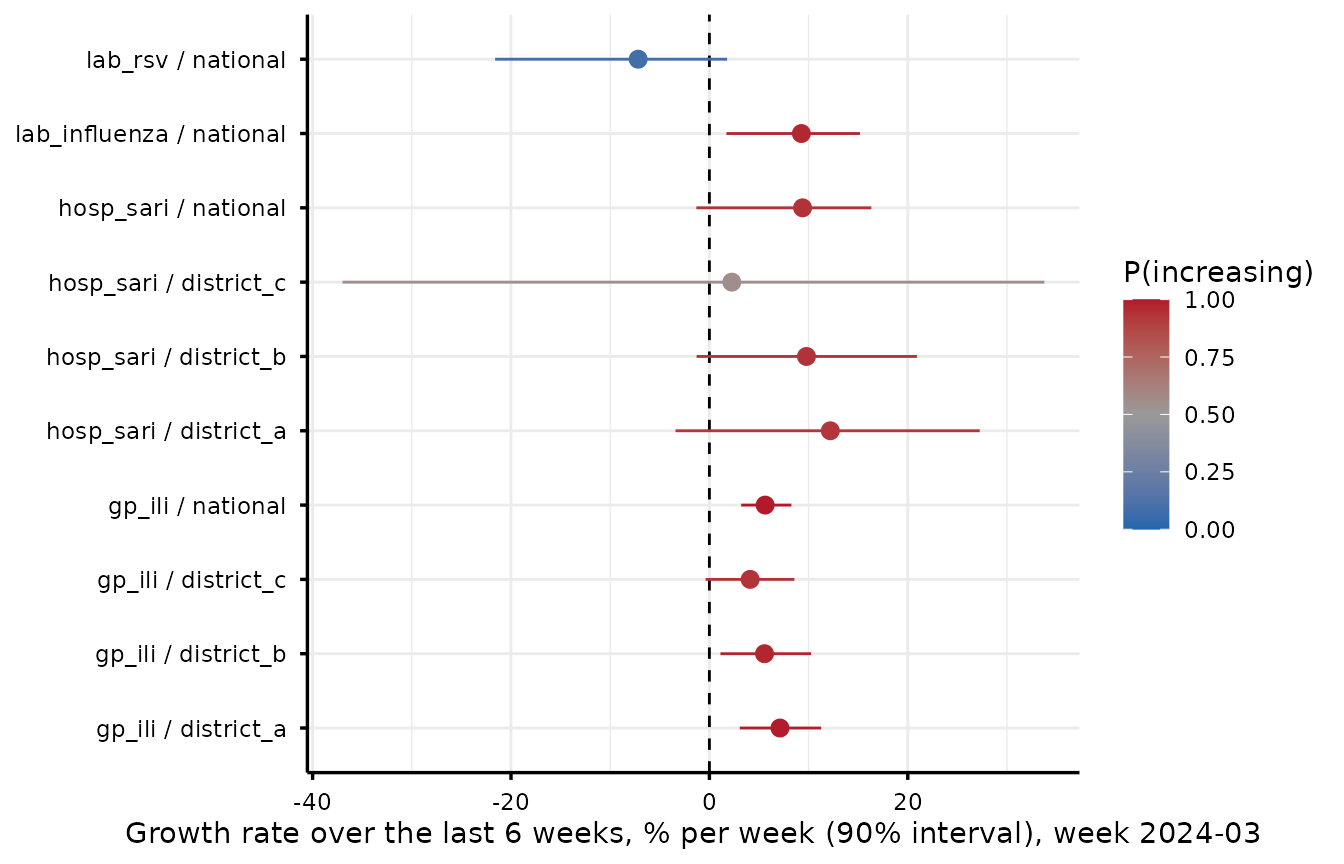 lab_rsv / national
lab_influenza / national
hosp_sari / national
hosp_sari / district_c
hosp_sari / district_b
hosp_sari / district_a
gp_ili / national
gp_ili / district_c
gp_ili / district_b
gp_ili / district_a
-40 -20 0 20
Growth rate over the last 6 weeks, % per week (90% interval), week 2024-03
P(increasing)
1.00
0.75
0.50
0.25
0.00